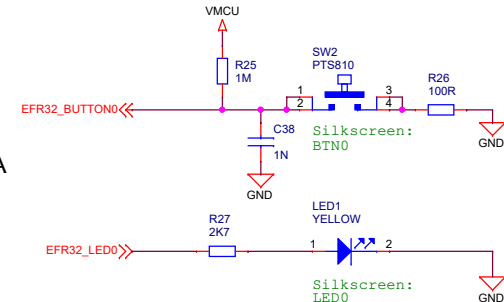 VMCU
R25
1M
SW2
PTS810
R26
100R
EFR32_BUTTON0
1
2
3
4
C38
1N
Silkscreen:
BTN0
GND
GND
A
LED1
YELLOW
R27
2K7
EFR32_LED0
1
2
Silkscreen:
LED0
GND